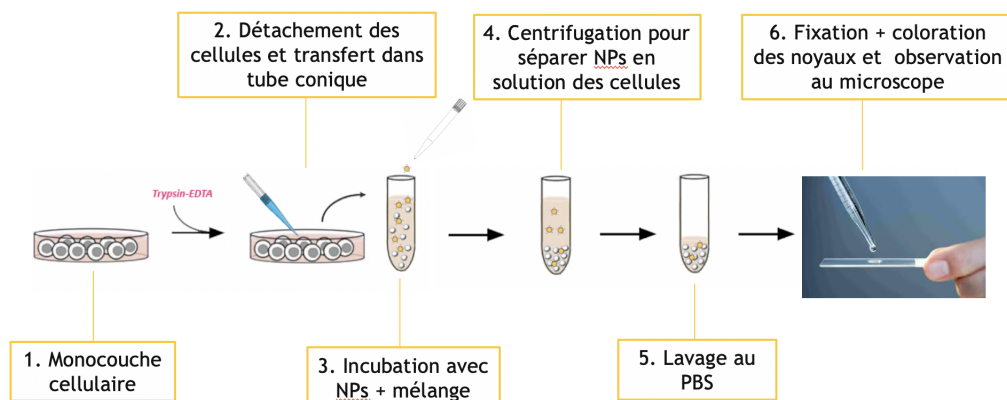 2. Détachement des
cellules et transfert dans
tube conique
4. Centrifugation pour
séparer NPs en
solution des cellules
6. Fixation + coloration
des noyaux et observation
au microscope
Trypsin-EDTA
1. Monocouche
cellulaire
3. Incubation avec
NPs + mélange
5. Lavage au
PBS